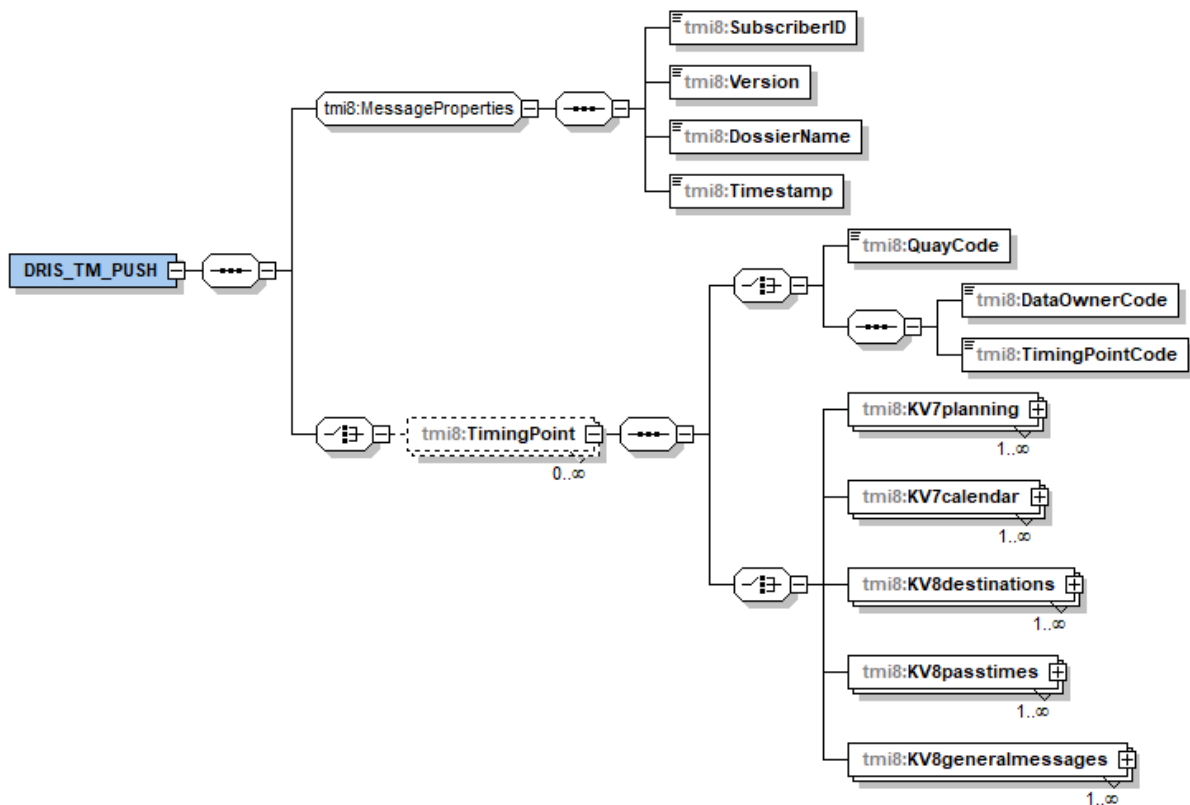 tmi8:SubscriberID
tmi8:Version
tmi8:MessageProperties
tmi8:DossierName
tmi8:Timestamp
tmi8:QuayCode
DRIS_TM_PUSH
tmi8:DataOwnerCode
tmi8:TimingPointCode
tmi8:KV7planning
1..∞
tmi8:TimingPoint
0..∞
tmi8:KV7calendar
1..∞
tmi8:KV8destinations
1..∞
tmi8:KV8passtimes
1..∞
tmi8:KV8generalmessages
1..∞